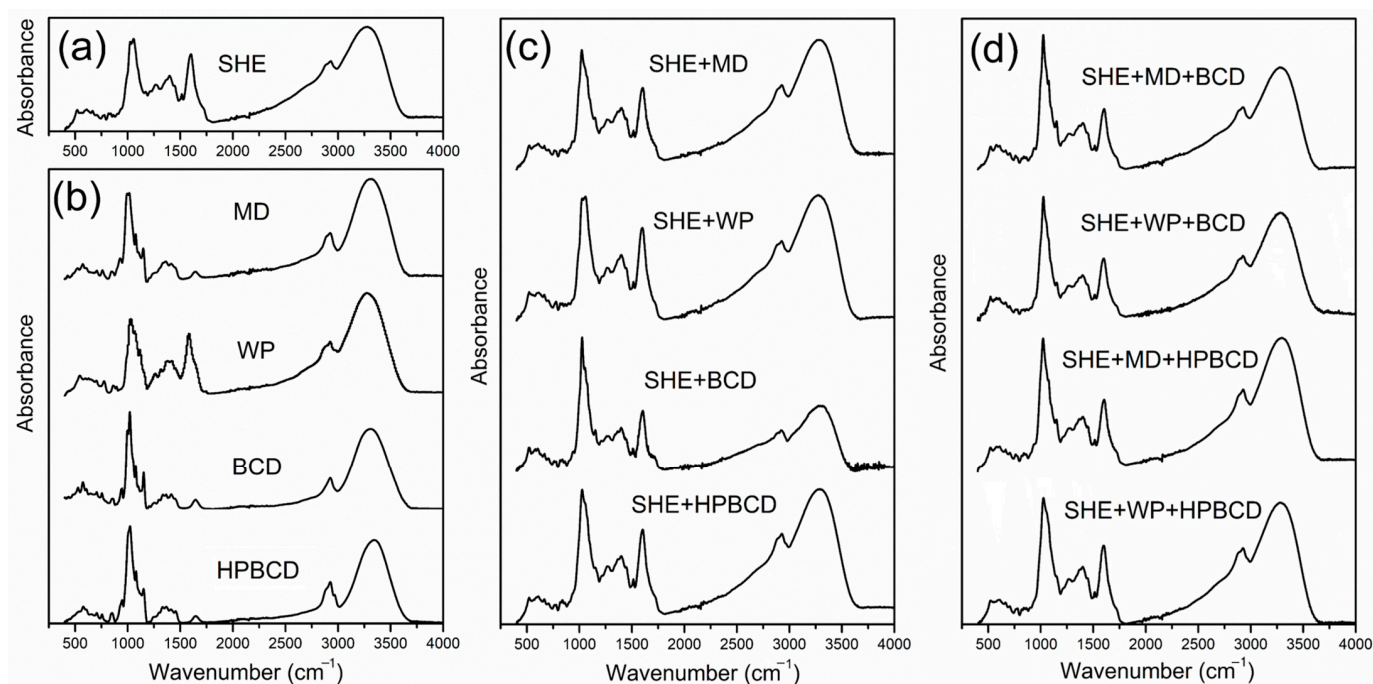 (a)
SHE
Absorbance
500 1000 1500 2000 2500 3000 3500 4000
(b)
MD
WP
BCD
HPBCD
Absorbance
500 1000 1500 2000 2500 3000 3500 4000
Wavenumber (cm⁻¹)
(c)
SHE+MD
SHE+WP
SHE+BCD
SHE+HPBCD
Absorbance
500 1000 1500 2000 2500 3000 3500 4000
Wavenumber (cm⁻¹)
(d)
SHE+MD+BCD
SHE+WP+BCD
SHE+MD+HPBCD
SHE+WP+HPBCD
Absorbance
500 1000 1500 2000 2500 3000 3500 4000
Wavenumber (cm⁻¹)